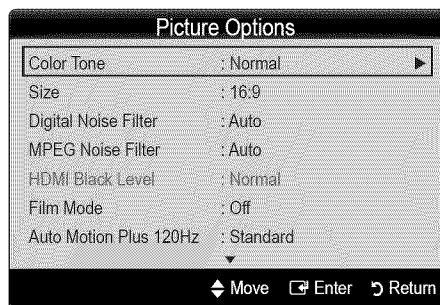 Picture Options
Color Tone : Normal
Size : 16:9
Digital Noise Filter : Auto
MPEG Noise Filter : Auto
HDMI Black Level : Normal
Film Mode : Off
Auto Motion Plus 120Hz : Standard
Move Enter Return